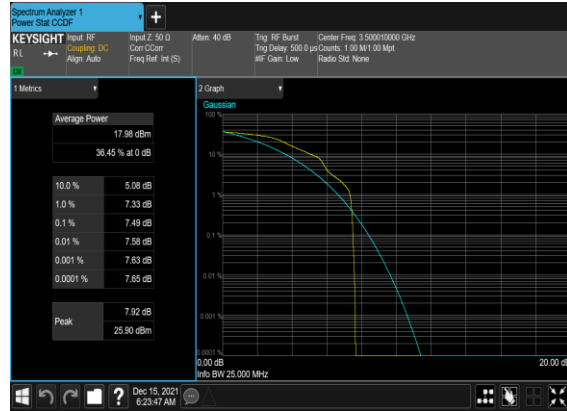 Spectrum Analyzer 1
Power Stat CCDF
KEYSIGHT
RL
Input: RF
Coupling: DC
Align: Auto
Input Z: 50 Ω
Corr CCorr
Freq Ref: Int (S)
Atten: 40 dB
Trig: RF Burst
Trig Delay: 500.0 µs
#IF Gain: Low
Center Freq: 3.500010000 GHz
Counts: 1.00 M/1.00 Mpt
Radio Std: None
1 Metrics
Average Power
17.98 dBm
36.45 % at 0 dB
10.0 % 5.08 dB
1.0 % 7.33 dB
0.1 % 7.49 dB
0.01 % 7.58 dB
0.001 % 7.63 dB
0.0001 % 7.65 dB
Peak
7.92 dB
25.90 dBm
2 Graph
Gaussian
100 %
10 %
1 %
0.1 %
0.01 %
0.001 %
0.0001 %
0.00 dB
20.00 dB
Info BW 25.000 MHz
?
Dec 15, 2021
6:23:47 AM